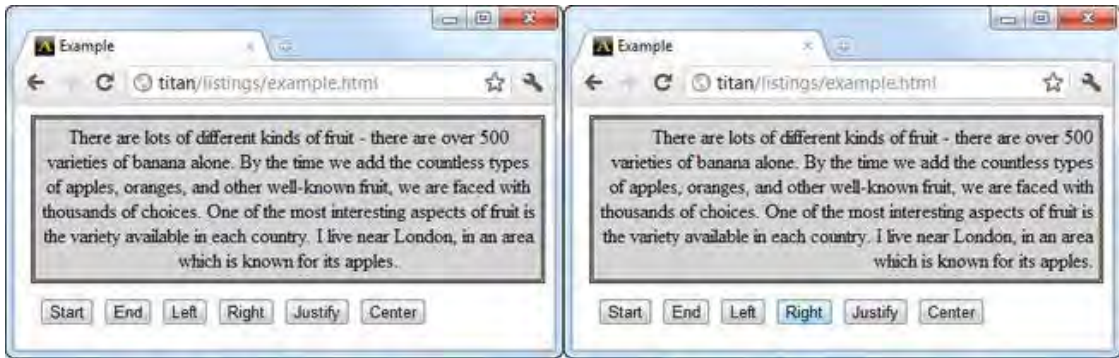 Example
titan/listings/example.html
There are lots of different kinds of fruit - there are over 500
varieties of banana alone. By the time we add the countless types
of apples, oranges, and other well-known fruit, we are faced with
thousands of choices. One of the most interesting aspects of fruit is
the variety available in each country. I live near London, in an area
which is known for its apples.
Start End Left Right Justify Center
Example
titan/listings/example.html
There are lots of different kinds of fruit - there are over 500
varieties of banana alone. By the time we add the countless types
of apples, oranges, and other well-known fruit, we are faced with
thousands of choices. One of the most interesting aspects of fruit is
the variety available in each country. I live near London, in an area
which is known for its apples.
Start End Left Right Justify Center